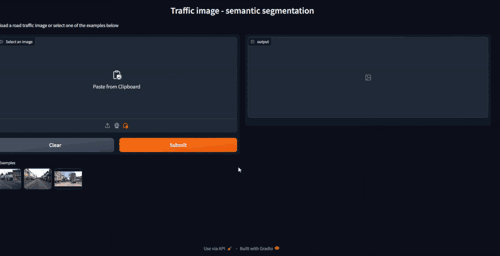 Traffic image - semantic segmentation
load a road traffic image or select one of the examples below
Select an image
output
Paste from Clipboard
Clear
Submit
Examples
Use via API
Built with Gradio